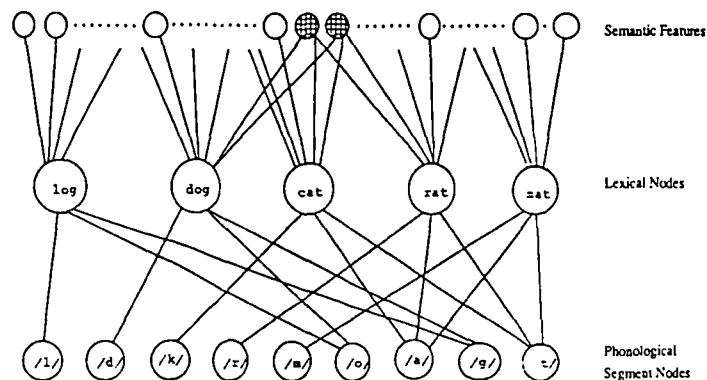 Semantic Features
log dog cat rat mat
Lexical Nodes
/l/ /d/ /k/ /r/ /m/ /o/ /a/ /g/ /t/
Phonological
Segment Nodes